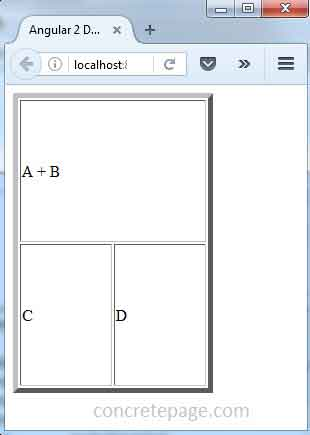 Angular 2 D...
localhost:
A + B
C
D
concretepage.com